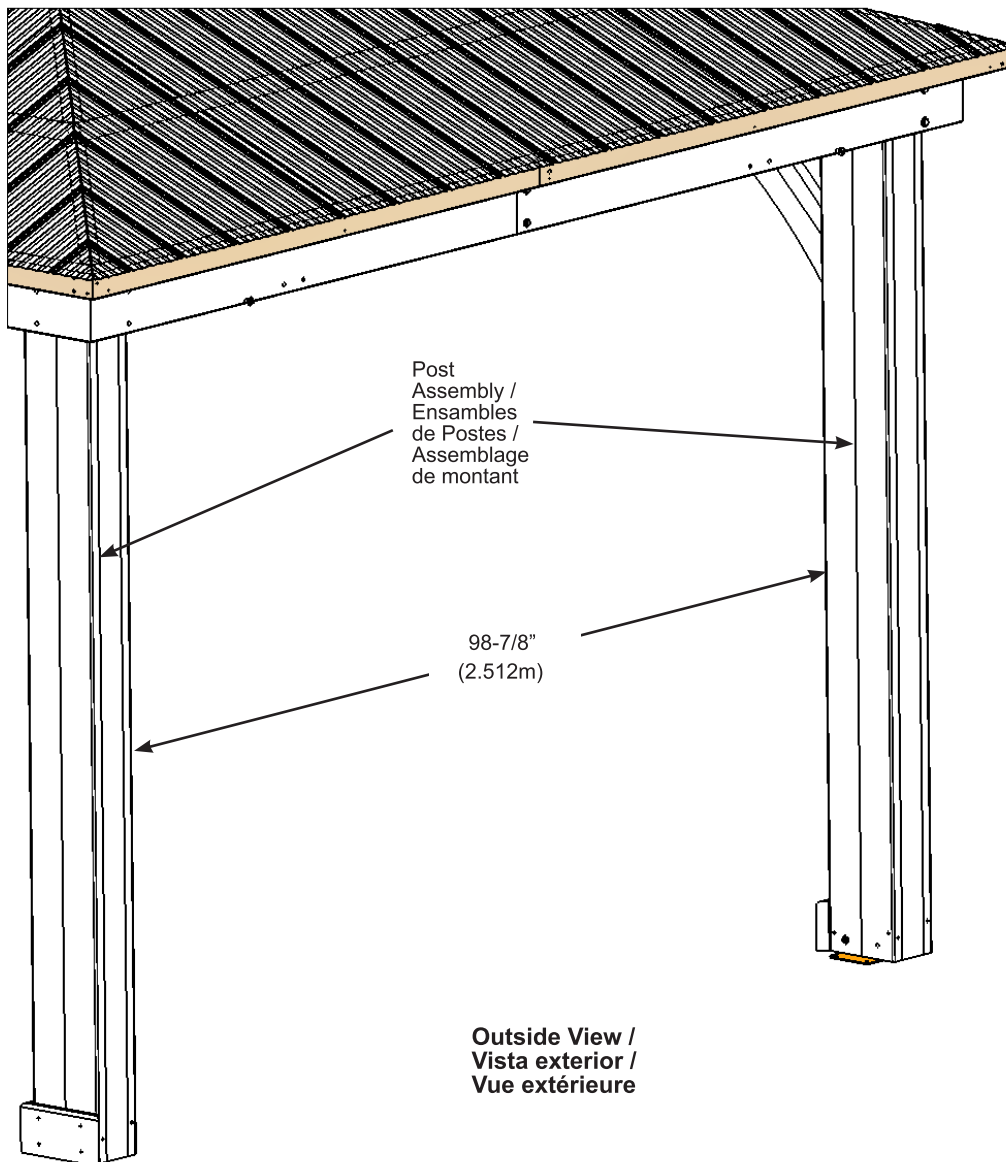 Post
Assembly /
Ensambles
de Postes /
Assemblage
de montant
98-7/8”
(2.512m)
Outside View /
Vista exterior /
Vue extérieure